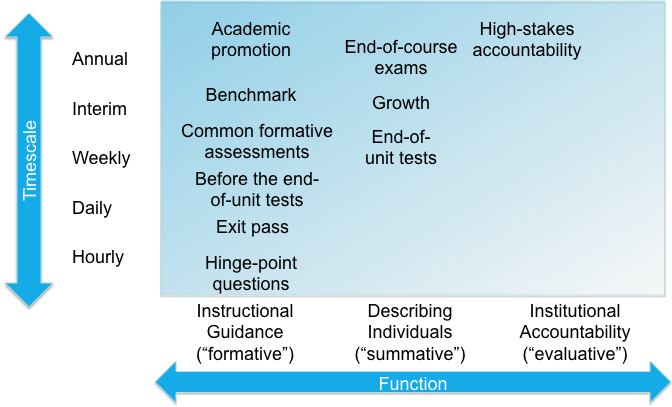 Timescale
Annual
Interim
Weekly
Daily
Hourly
Academic
promotion
Benchmark
Common formative
assessments
Before the end-
of-unit tests
Exit pass
Hinge-point
questions
End-of-course
exams
Growth
End-of-
unit tests
High-stakes
accountability
Instructional
Guidance
(“formative”)
Describing
Individuals
(“summative”)
Institutional
Accountability
(“evaluative”)
Function